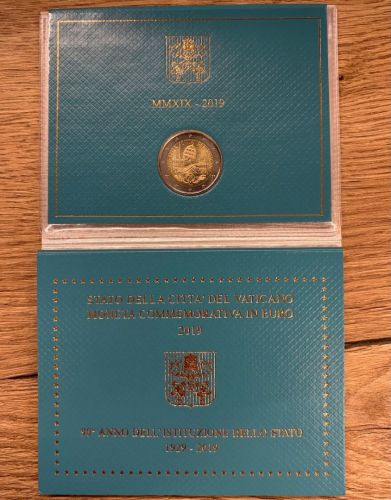 MMXIX - 2019
STATO DELLA CITTA' DEL VATICANO
MONETA COMMEMORATIVA IN EURO
2019
90° ANNO DELL'ISTITUZIONE DELLO STATO
1929 - 2019